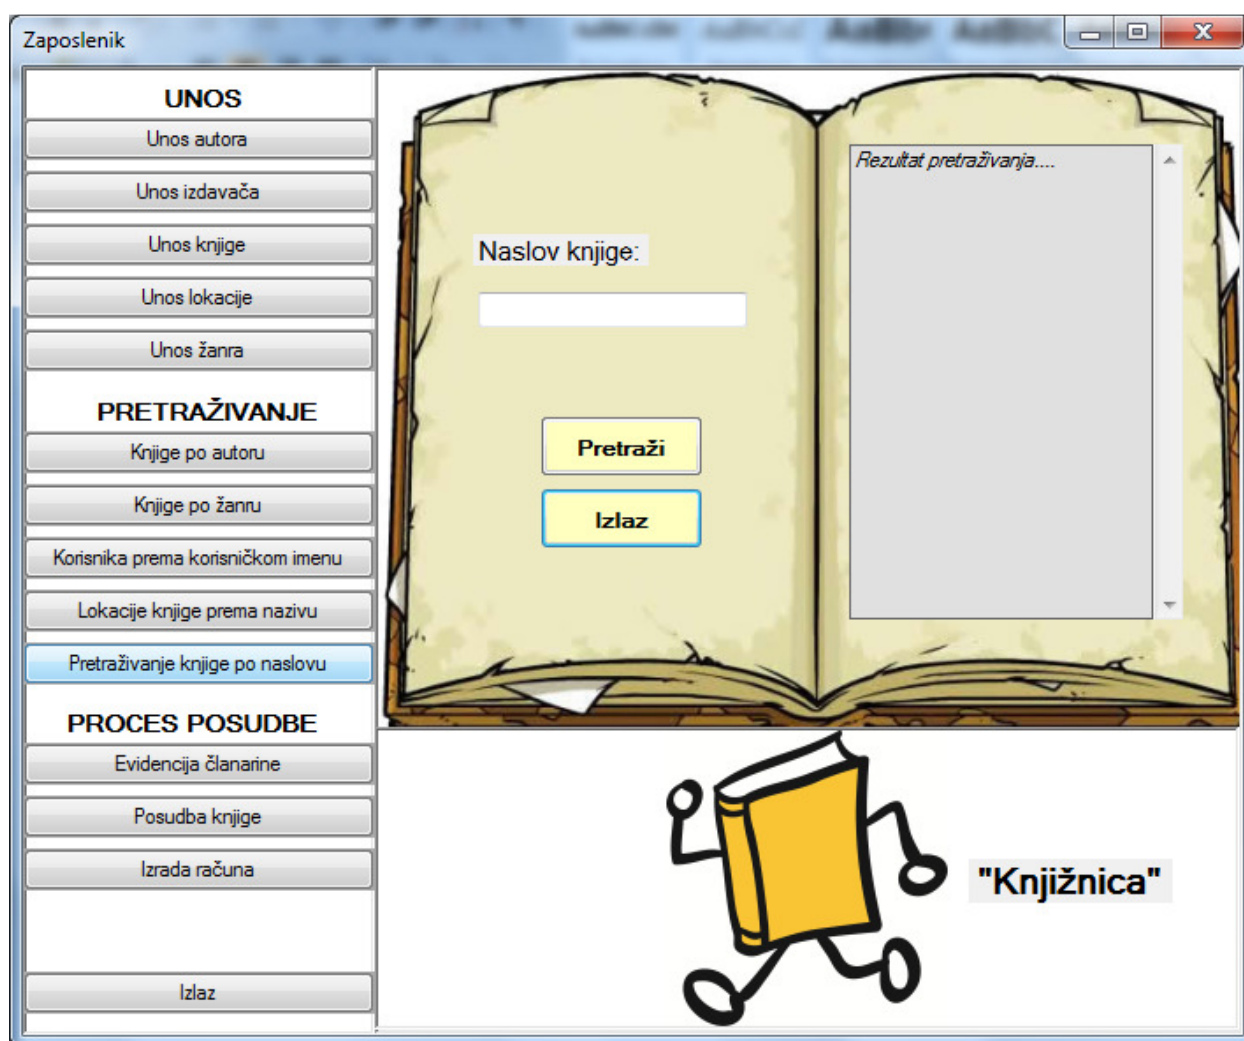 Zaposlenik
UNOS
Unos autora
Unos izdavača
Unos knjige
Unos lokacije
Unos žanra
PRETRAŽIVANJE
Knjige po autoru
Knjige po žanru
Korisnika prema korisničkom imenu
Lokacije knjige prema nazivu
Pretraživanje knjige po naslovu
PROCES POSUDBE
Evidencija članarine
Posudba knjige
Izrada računa
Izlaz
Naslov knjige:
Pretraži
Izlaz
Rezultat pretraživanja....
"Knjižnica"